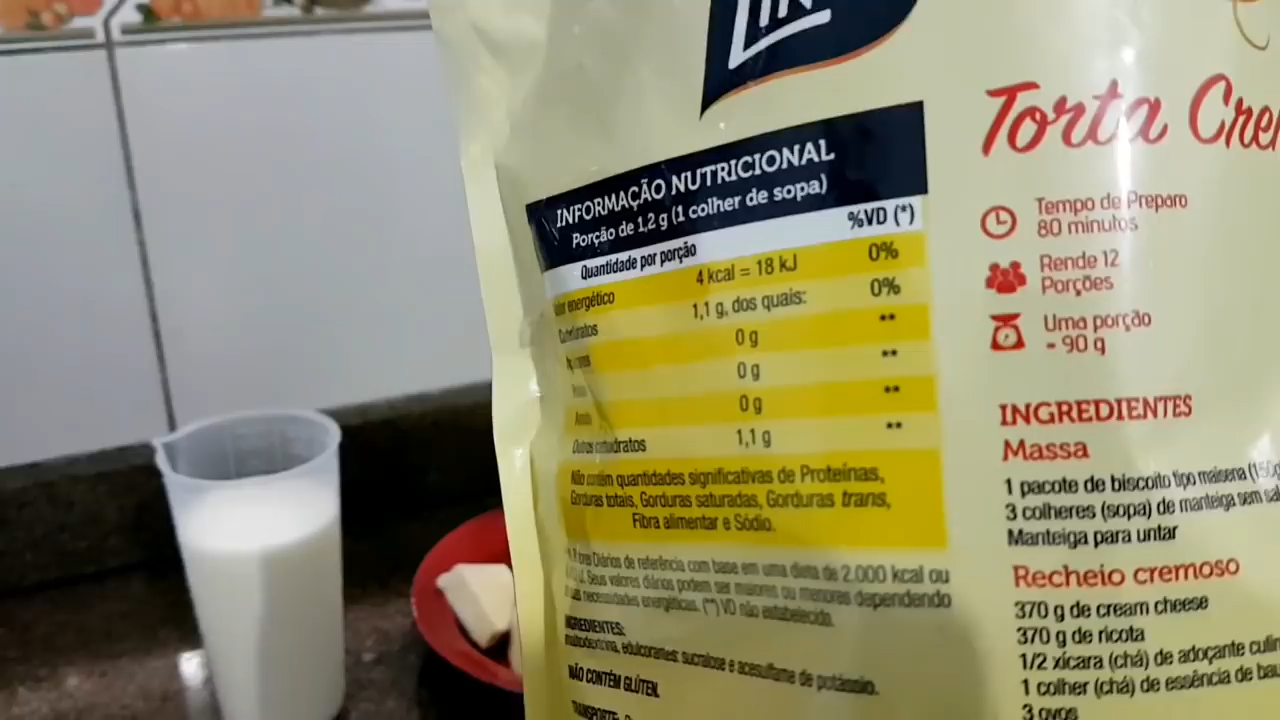 INFORMAÇÃO NUTRICIONAL
Porção de 1,2 g (1 colher de sopa)
Quantidade por porção %VD (*)
energético 4 kcal = 18 kJ 0%
1,1 g, dos quais: 0%
0 g **
0 g **
0 g **
Outros carboidratos 1,1 g **
Não contém quantidades significativas de Proteínas,
Gorduras totais, Gorduras saturadas, Gorduras trans,
Fibra alimentar e Sódio.
Diários de referência com base em uma dieta de 2.000 kcal ou
Seus valores diários podem ser maiores ou menores dependendo
necessidades energéticas. (**) VD não estabelecido.
INGREDIENTES:
maltodextrina, edulcorantes: sucralose e acesulfame de potássio.
NÃO CONTÉM GLÚTEN.
Torta
Tempo de Preparo
80 minutos
Rende 12
Porções
Uma porção
= 90 g
INGREDIENTES
Massa
1 pacote de biscoito tipo maisena
3 colheres (sopa) de manteiga sem
Manteiga para untar
Recheio cremoso
370 g de cream cheese
370 g de ricota
1/2 xícara (chá) de adoçante
1 colher (chá) de essência de
3 ovos